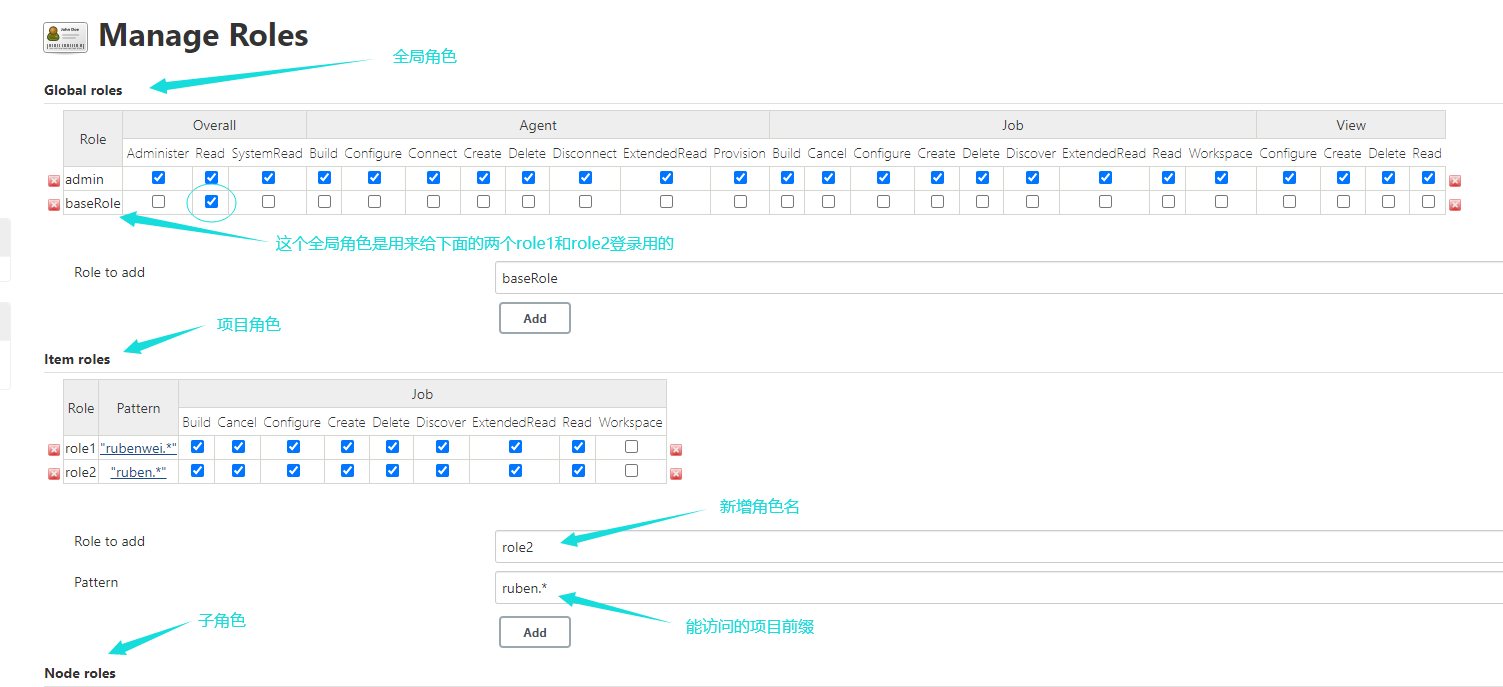 John Doe
Manage Roles
全局角色
Global roles
Role Overall Agent Job View
Administer Read SystemRead Build Configure Connect Create Delete Disconnect ExtendedRead Provision Build Cancel Configure Create Delete Discover ExtendedRead Read Workspace Configure Create Delete Read
admin
baseRole
这个全局角色是用来给下面的两个role1和role2登录用的
Role to add
baseRole
Add
项目角色
Item roles
Role Pattern Job
Build Cancel Configure Create Delete Discover ExtendedRead Read Workspace
role1 "rubenwei.*"
role2 "ruben.*"
新增角色名
Role to add
role2
Pattern
ruben.*
能访问的项目前缀
Add
子角色
Node roles